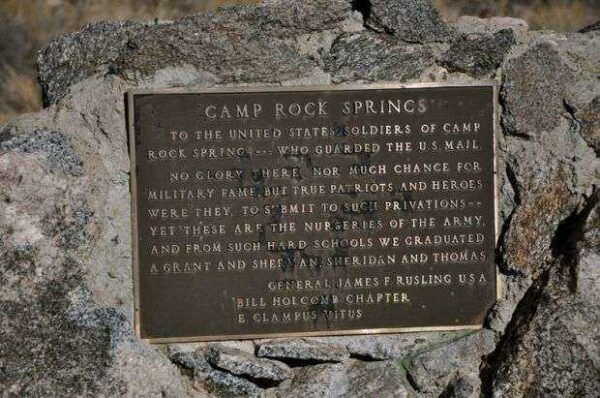 CAMP ROCK SPRINGS
TO THE UNITED STATES SOLDIERS OF CAMP
ROCK SPRING --- WHO GUARDED THE U.S. MAIL.
NO GLORY THERE, NOR MUCH CHANCE FOR
MILITARY FAME, BUT TRUE PATRIOTS AND HEROES
WERE THEY, TO SUBMIT TO SUCH PRIVATIONS --
YET THESE ARE THE NURSERIES OF THE ARMY,
AND FROM SUCH HARD SCHOOLS WE GRADUATED
A GRANT AND SHERMAN, SHERIDAN AND THOMAS
GENERAL JAMES F RUSLING U.S.A
BILL HOLCOMB CHAPTER
E CLAMPUS VITUS